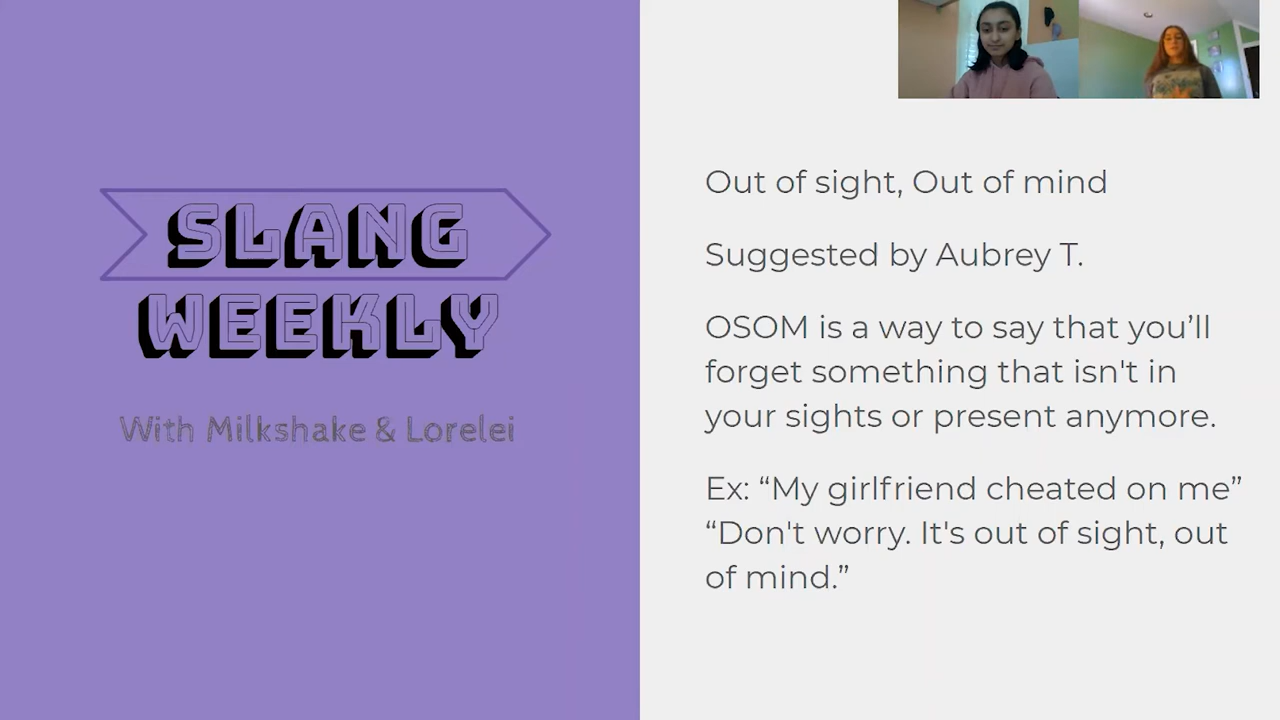 SLANG
WEEKLY
With Milkshake & Lorelei
Out of sight, Out of mind
Suggested by Aubrey T.
OSOM is a way to say that you’ll
forget something that isn't in
your sights or present anymore.
Ex: “My girlfriend cheated on me”
“Don't worry. It's out of sight, out
of mind.”